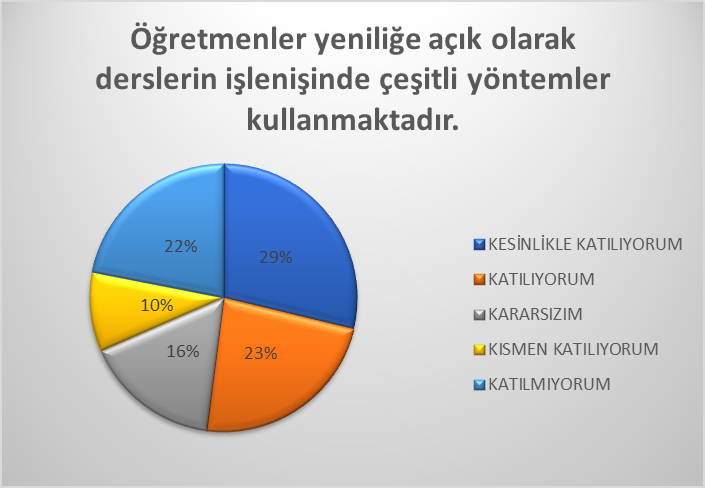 Öğretmenler yeniliğe açık olarak
derslerin işlenişinde çeşitli yöntemler
kullanmaktadır.
29%
23%
16%
10%
22%
KESİNLİKLE KATILIYORUM
KATILIYORUM
KARARSIZIM
KISMEN KATILIYORUM
KATILMIYORUM